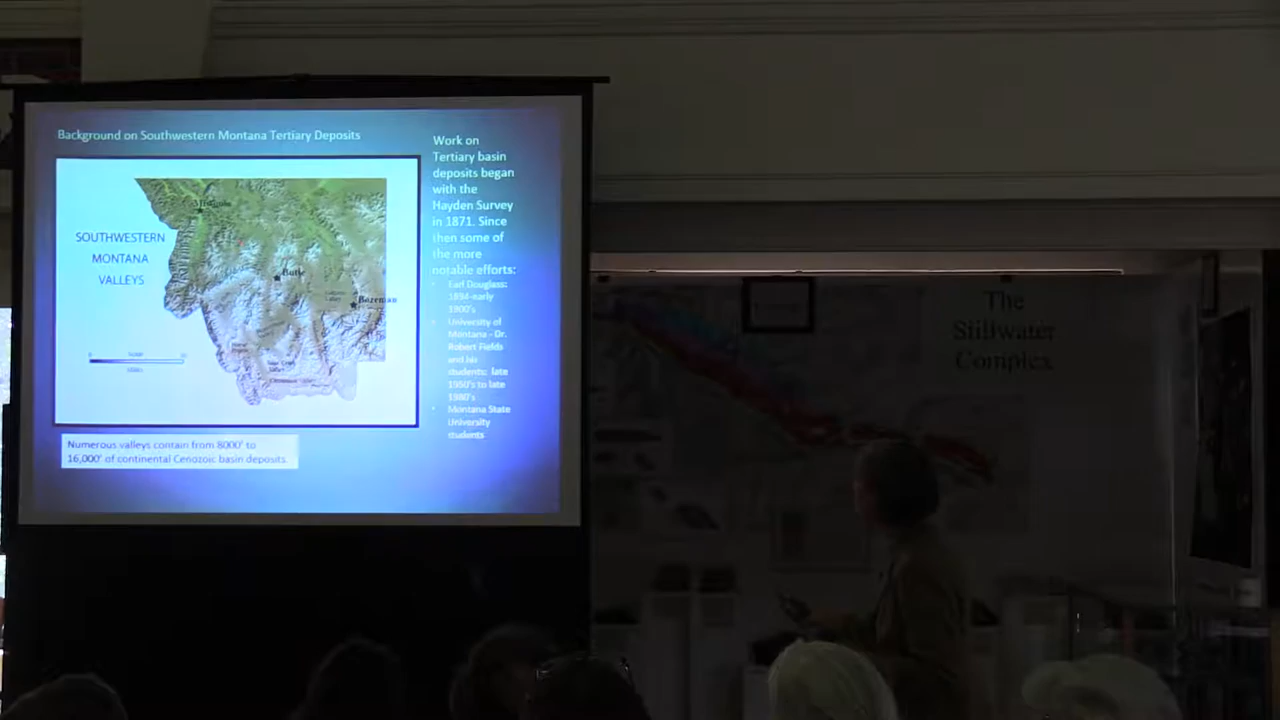 Background on Southwestern Montana Tertiary Deposits
SOUTHWESTERN
MONTANA
VALLEYS
Missoula
Butte
Bozeman
Numerous valleys contain from 8000' to
16,000' of continental Cenozoic basin deposits.
Work on
Tertiary basin
deposits began
with the
Hayden Survey
in 1871. Since
then some of
the more
notable efforts:
Earl Douglass:
1894-early
1900's
University of
Montana - Dr.
Robert Fields
and his
students: late
1950's to late
1980's
Montana State
University
students
The
Stillwater
Complex